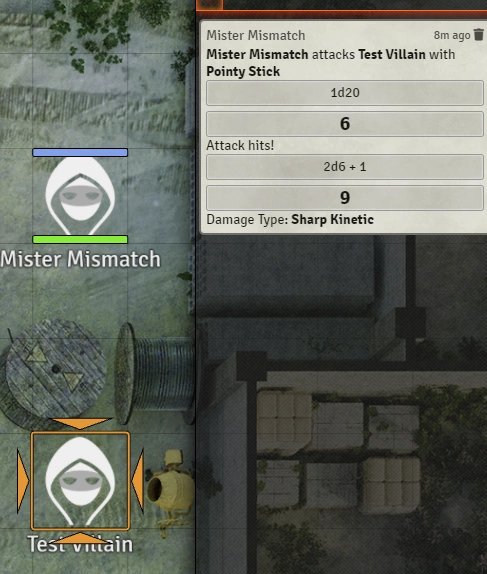 Mister Mismatch
8m ago
Mister Mismatch attacks Test Villain with
Pointy Stick
1d20
6
Attack hits!
2d6 + 1
9
Damage Type: Sharp Kinetic
Mister Mismatch
Test Villain